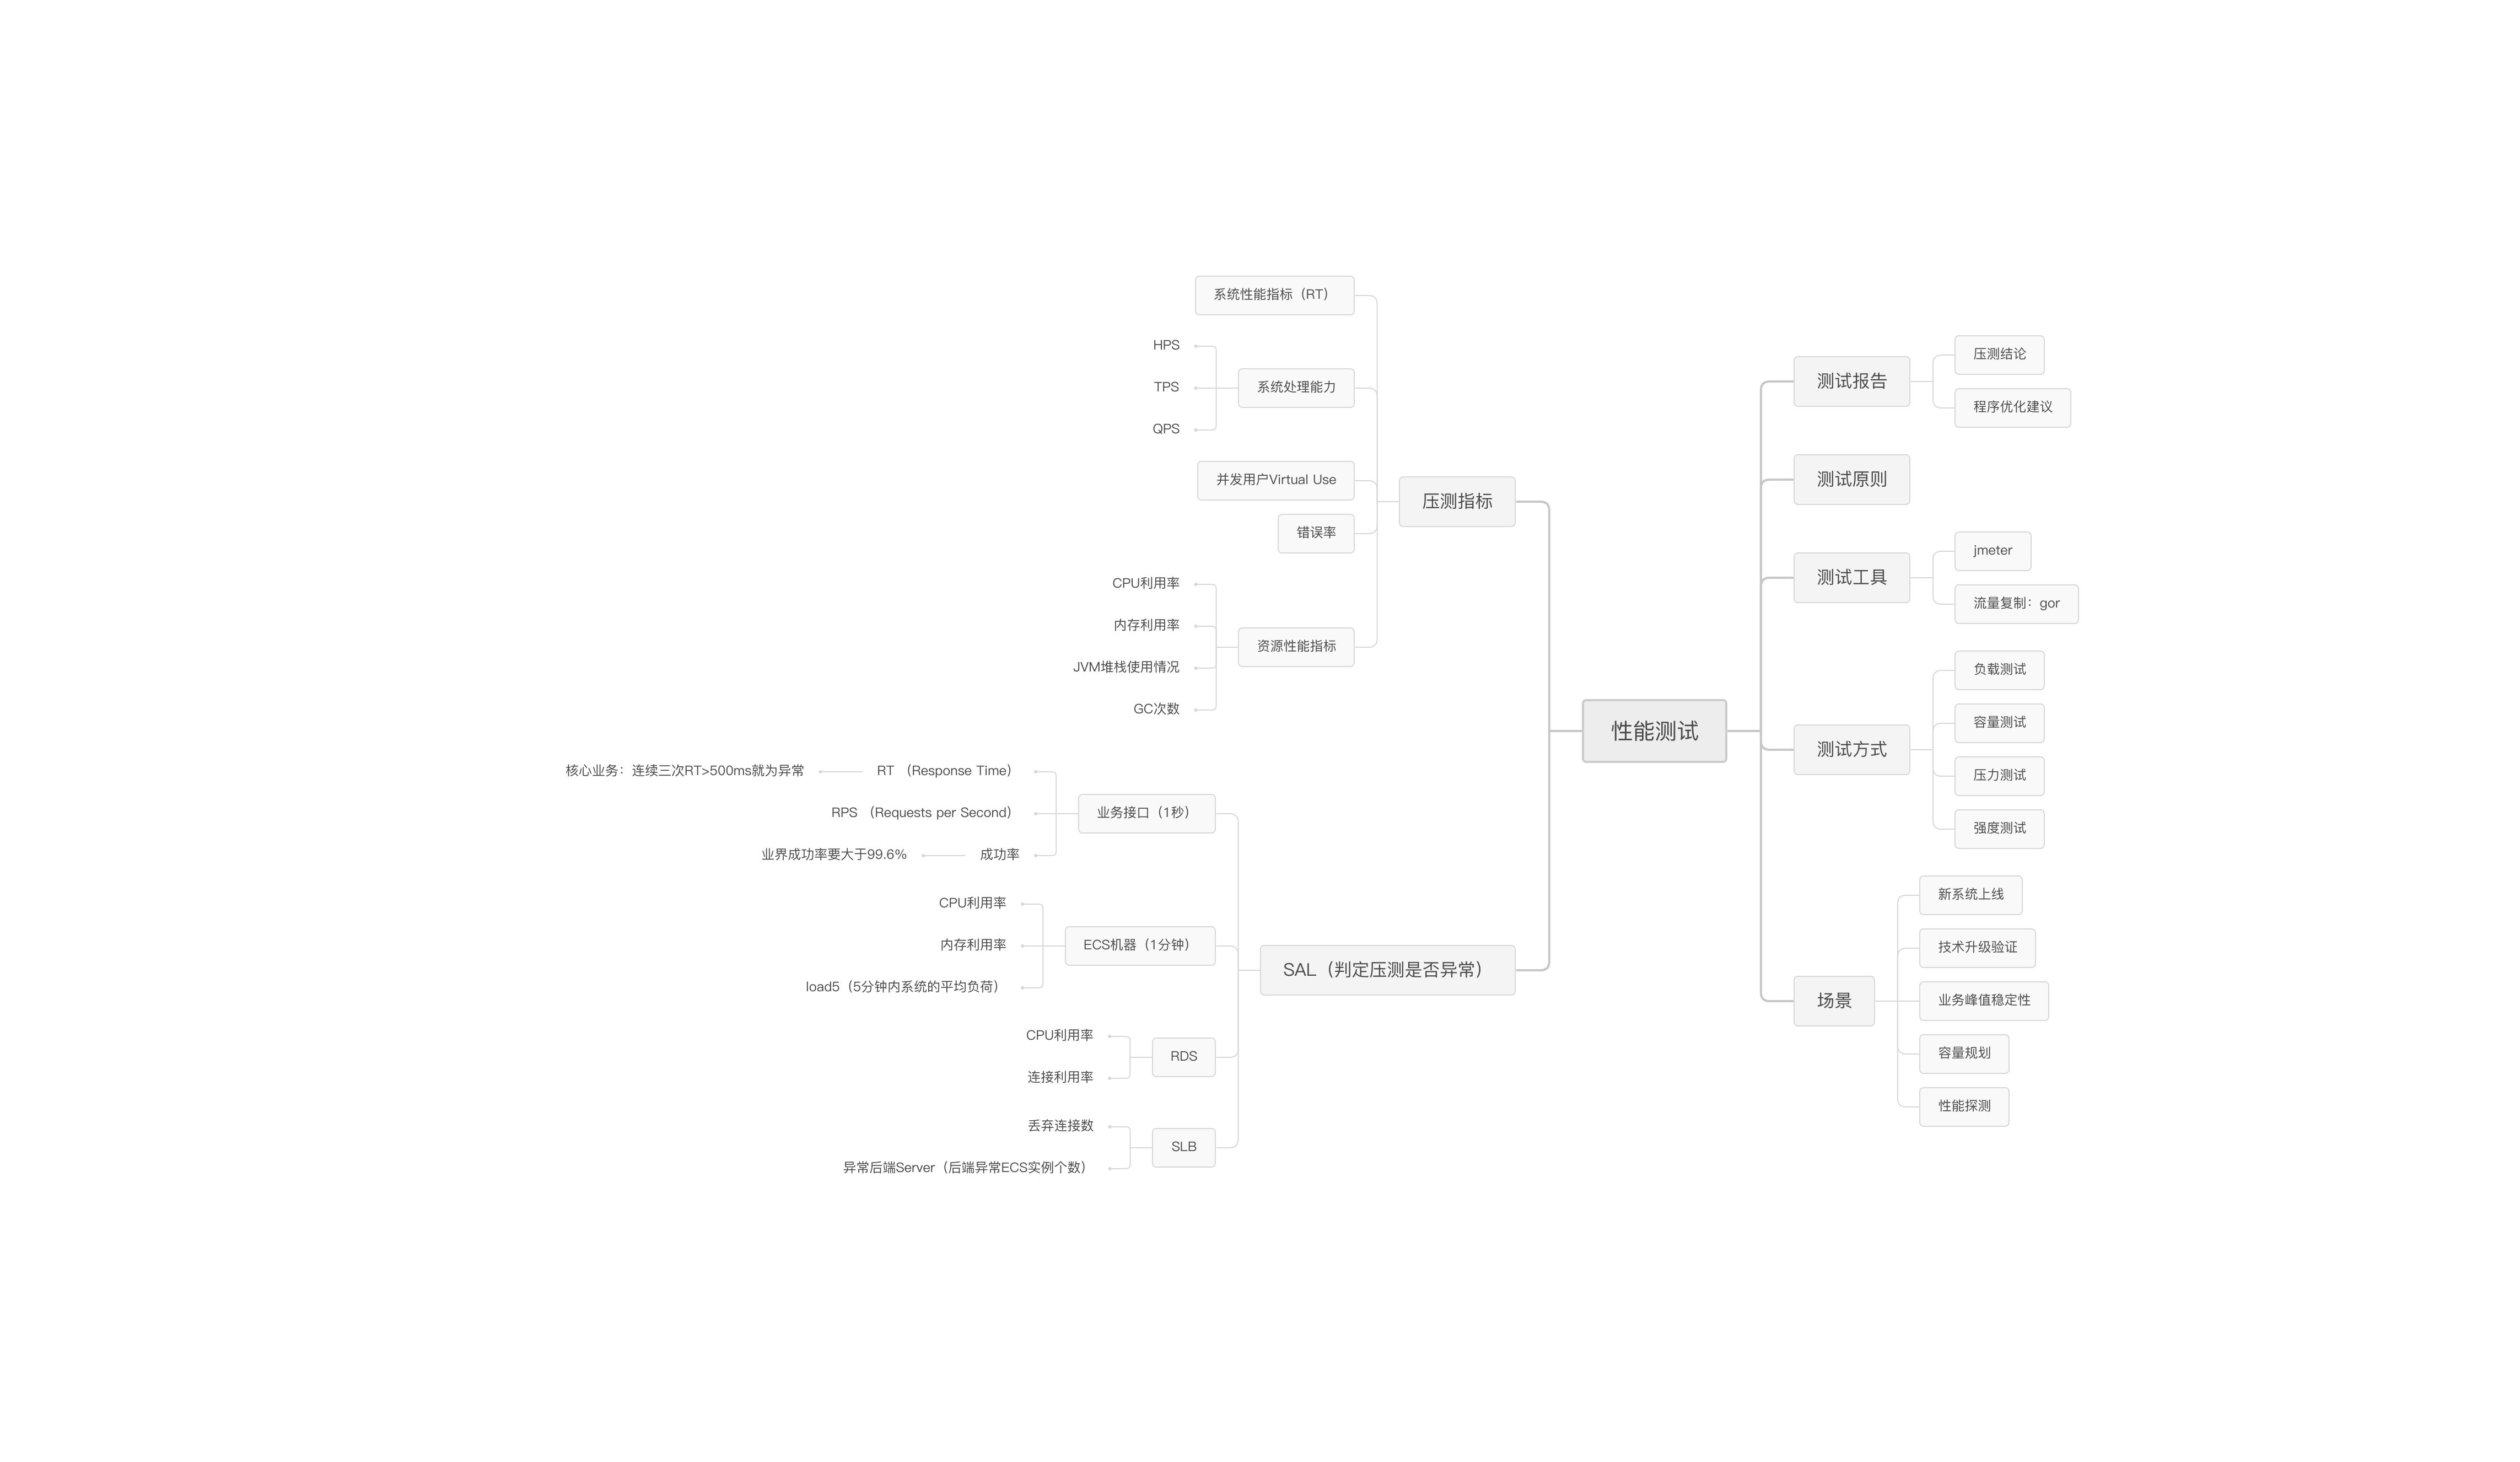 性能测试
测试报告
压测结论
程序优化建议
测试原则
测试工具
jmeter
流量复制：gor
测试方式
负载测试
容量测试
压力测试
强度测试
场景
新系统上线
技术升级验证
业务峰值稳定性
容量规划
性能探测
压测指标
系统性能指标（RT）
系统处理能力
HPS
TPS
QPS
并发用户Virtual Use
错误率
资源性能指标
CPU利用率
内存利用率
JVM堆栈使用情况
GC次数
SAL（判定压测是否异常）
业务接口（1秒）
RT （Response Time）
核心业务：连续三次RT>500ms就为异常
RPS （Requests per Second）
成功率
业界成功率要大于99.6%
ECS机器（1分钟）
CPU利用率
内存利用率
load5（5分钟内系统的平均负荷）
RDS
CPU利用率
连接利用率
SLB
丢弃连接数
异常后端Server（后端异常ECS实例个数）